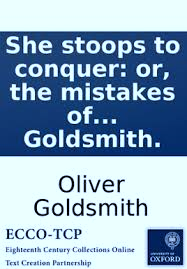 She stoops to
conquer: or,
the mistakes
of...
Goldsmith.
Oliver
Goldsmith
ECCO-TCP
Eighteenth Century Collections Online
Text Creation Partnership
UNIVERSITY OF
OXFORD